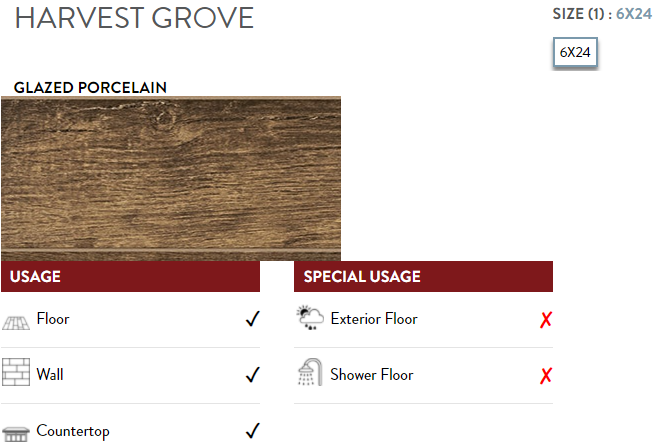 HARVEST GROVE
SIZE (1) : 6X24
6X24
GLAZED PORCELAIN
USAGE
Floor ✓
Wall ✓
Countertop ✓
SPECIAL USAGE
Exterior Floor ✗
Shower Floor ✗